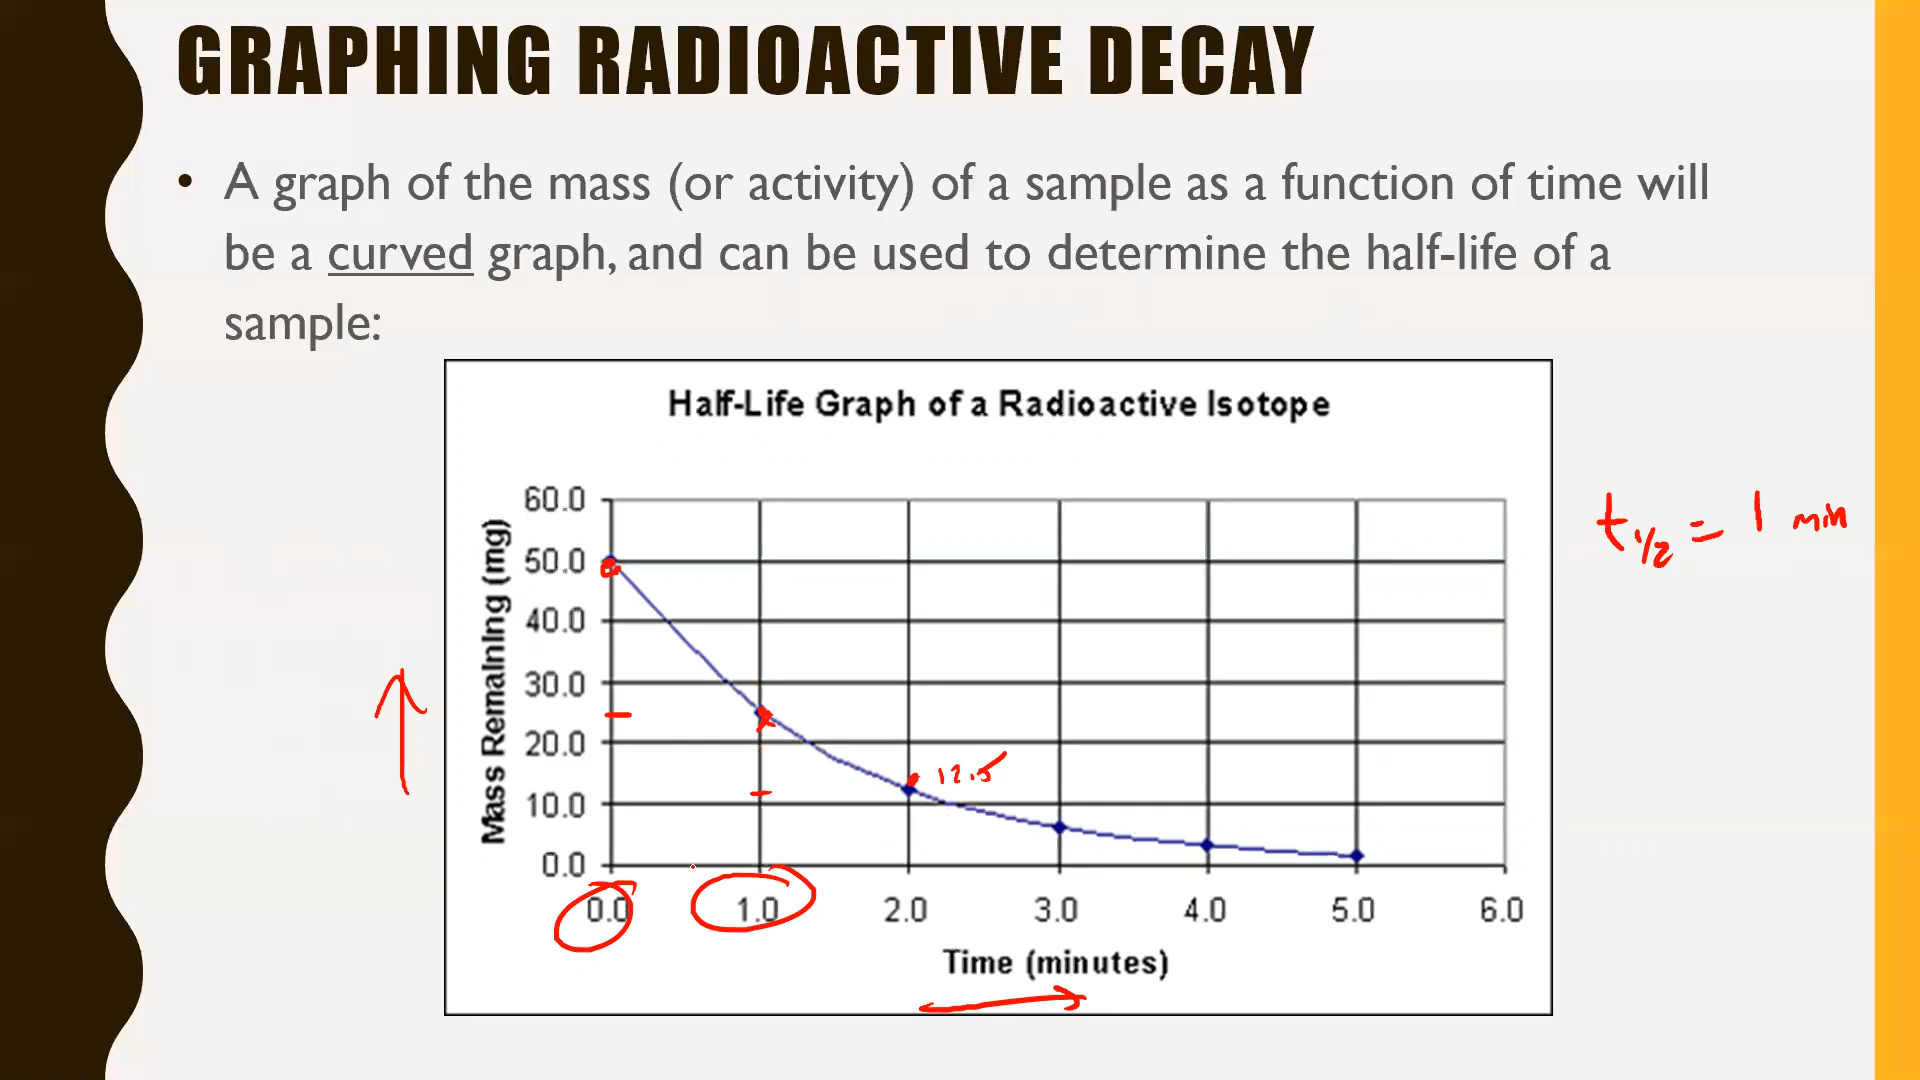 GRAPHING RADIOACTIVE DECAY
• A graph of the mass (or activity) of a sample as a function of time will
be a curved graph, and can be used to determine the half-life of a
sample:
Half-Life Graph of a Radioactive Isotope
Mass Remaining (mg)
60.0
50.0
40.0
30.0
20.0
10.0
0.0
12.5
0.0 1.0 2.0 3.0 4.0 5.0 6.0
Time (minutes)
t1/2 = 1 min